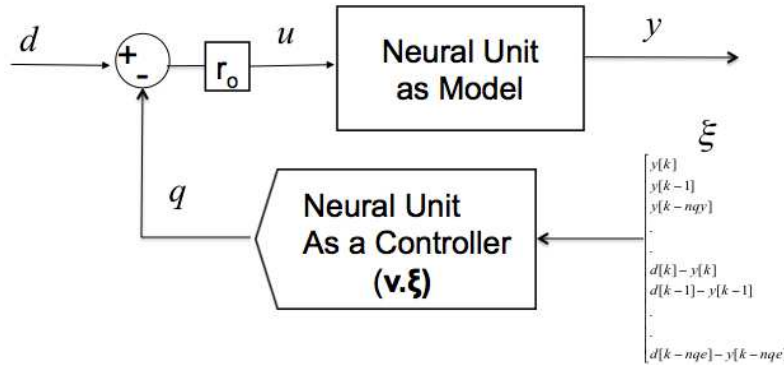 d
+
-
r_o
u
Neural Unit
as Model
y
ξ
q
Neural Unit
As a Controller
(v.ξ)
y[k]
y[k-1]
y[k-nqy]
.
.
d[k]-y[k]
d[k-1]-y[k-1]
.
.
d[k-nqe]-y[k-nqe]